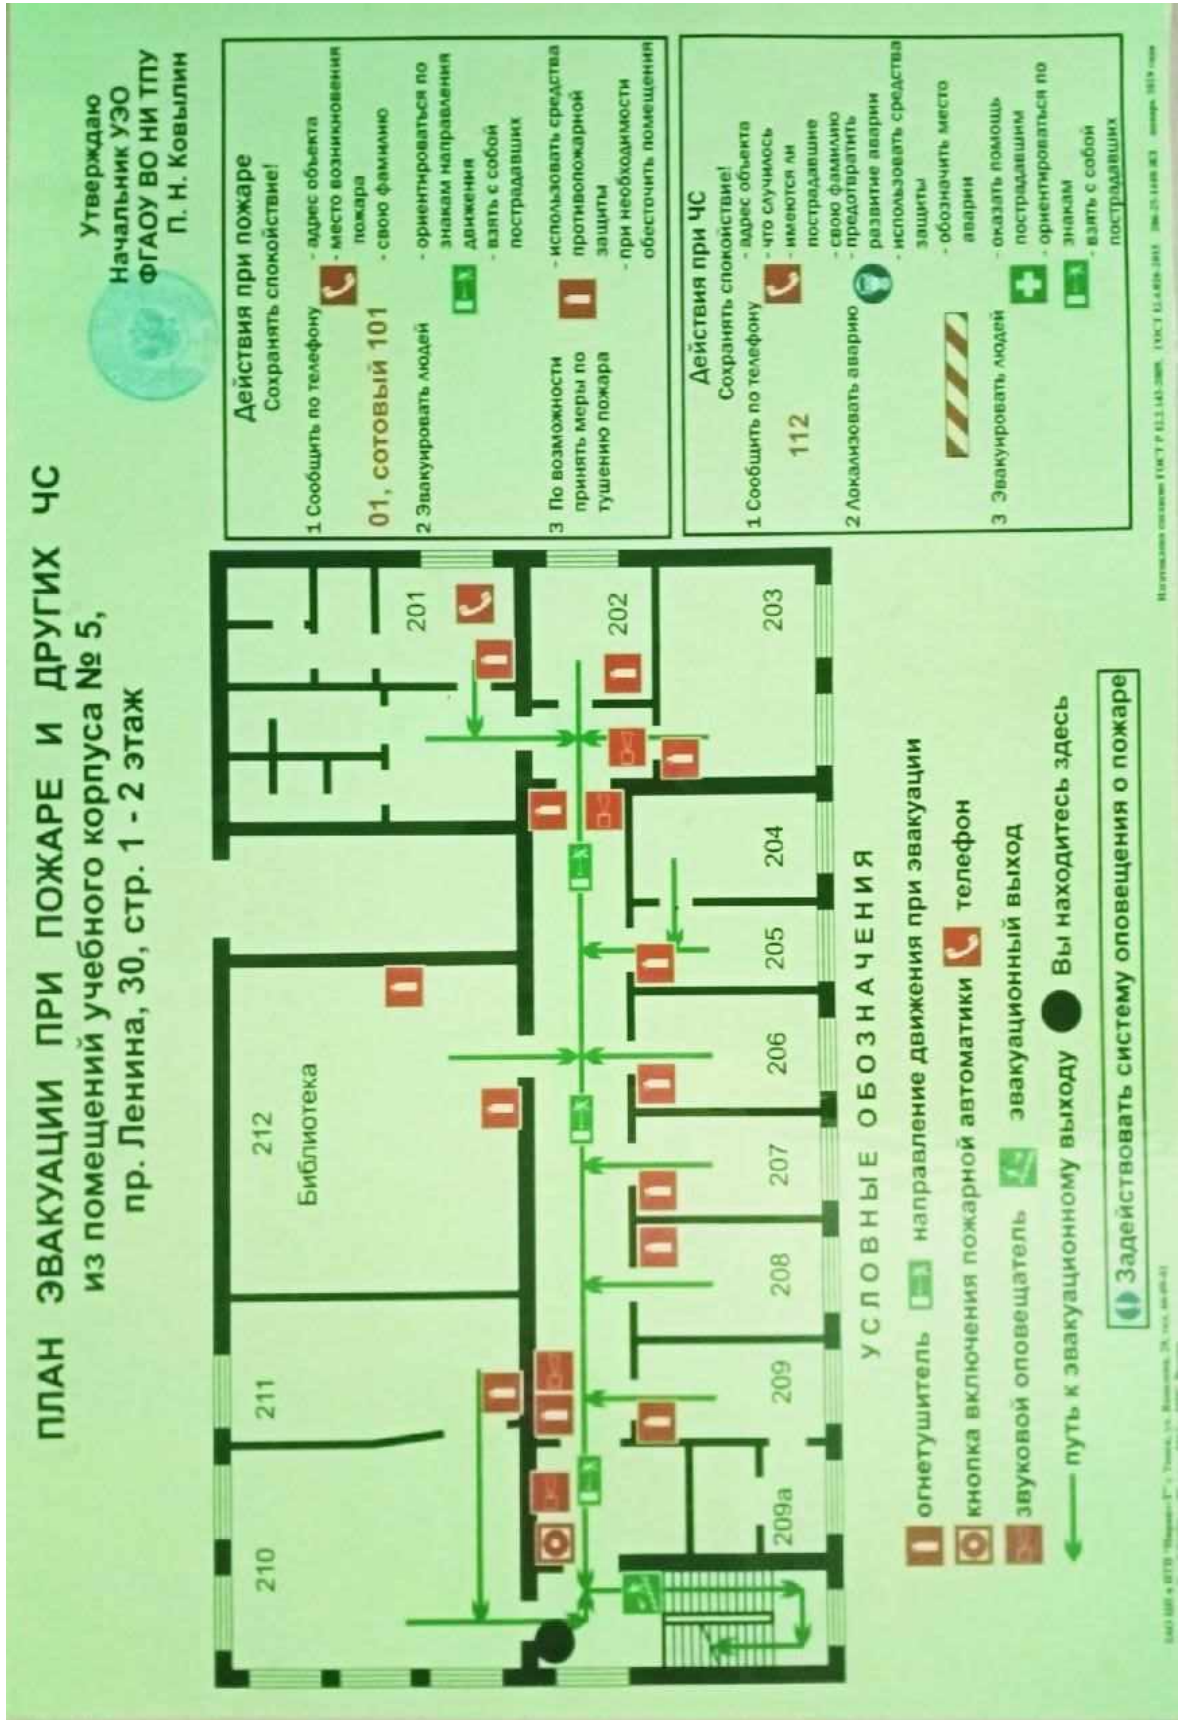 ПЛАН ЭВАКУАЦИИ ПРИ ПОЖАРЕ И ДРУГИХ ЧС
из помещений учебного корпуса № 5,
пр. Ленина, 30, стр. 1 - 2 этаж
Утверждаю
Начальник УЭО
ФГАОУ ВО НИ ТПУ
П. Н. Ковылин
Действия при пожаре
Сохранять спокойствие!
1 Сообщить по телефону
01, сотовый 101
- адрес объекта
- место возникновения
пожара
- свою фамилию
2 Эвакуировать людей
- ориентироваться по
знакам направления
движения
- взять с собой
пострадавших
3 По возможности
принять меры по
тушению пожара
- использовать средства
противопожарной
защиты
- при необходимости
обесточить помещения
Действия при ЧС
Сохранять спокойствие!
1 Сообщить по телефону
112
- адрес объекта
- что случилось
- имеются ли
пострадавшие
- свою фамилию
2 Локализовать аварию
- предотвратить
развитие аварии
- использовать средства
защиты
- обозначить место
аварии
3 Эвакуировать людей
- оказать помощь
пострадавшим
- ориентироваться по
знакам
- взять с собой
пострадавших
210
211
212
Библиотека
201
202
203
204
205
206
207
208
209
209а
УСЛОВНЫЕ ОБОЗНАЧЕНИЯ
огнетушитель
направление движения при эвакуации
кнопка включения пожарной автоматики
телефон
звуковой оповещатель
эвакуационный выход
путь к эвакуационному выходу
Вы находитесь здесь
Задействовать систему оповещения о пожаре